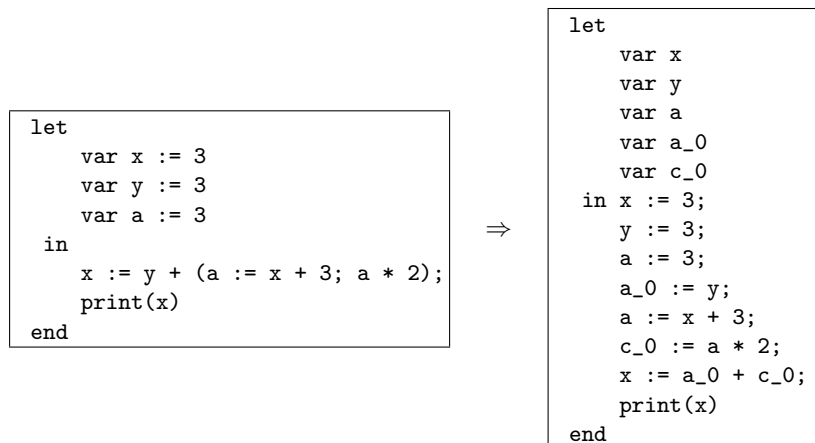 let
    var x := 3
    var y := 3
    var a := 3
 in
    x := y + (a := x + 3; a * 2);
    print(x)
end
⇒
let
    var x
    var y
    var a
    var a_0
    var c_0
 in x := 3;
    y := 3;
    a := 3;
    a_0 := y;
    a := x + 3;
    c_0 := a * 2;
    x := a_0 + c_0;
    print(x)
end